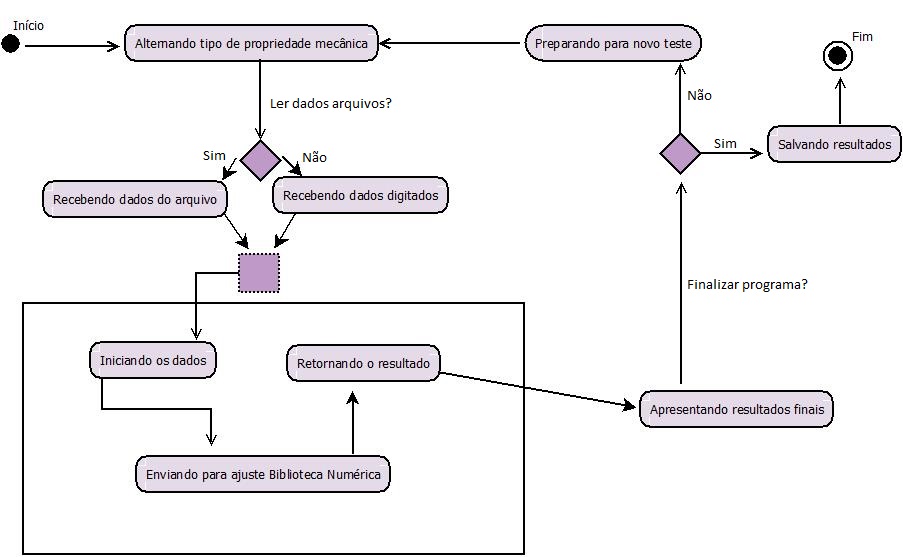 Início
Alternando tipo de propriedade mecânica
Preparando para novo teste
Fim
Ler dados arquivos?
Não
Sim
Salvando resultados
Sim
Não
Recebendo dados do arquivo
Recebendo dados digitados
Finalizar programa?
Iniciando os dados
Retornando o resultado
Apresentando resultados finais
Enviando para ajuste Biblioteca Numérica